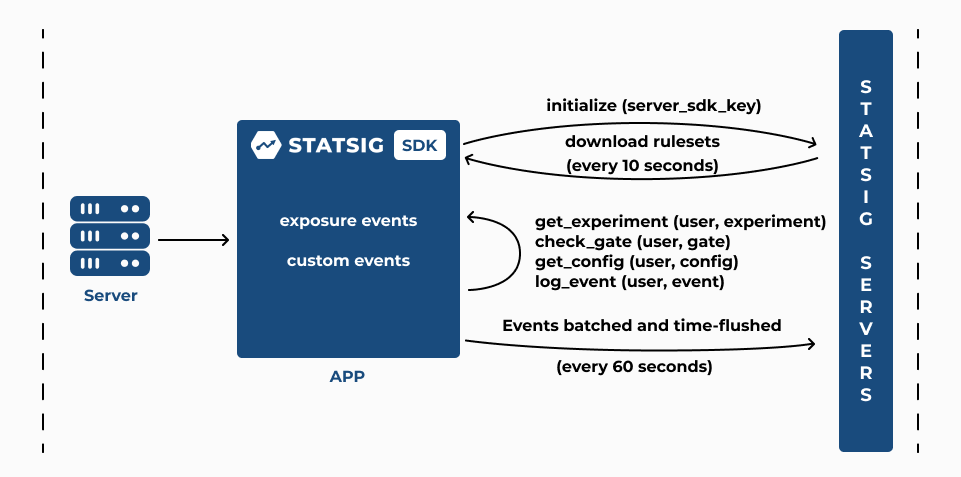 initialize (server_sdk_key)
STATSIG SDK
download rulesets
(every 10 seconds)
exposure events
custom events
get_experiment (user, experiment)
check_gate (user, gate)
get_config (user, config)
log_event (user, event)
Server
Events batched and time-flushed
(every 60 seconds)
APP
STATSIG SERVERS